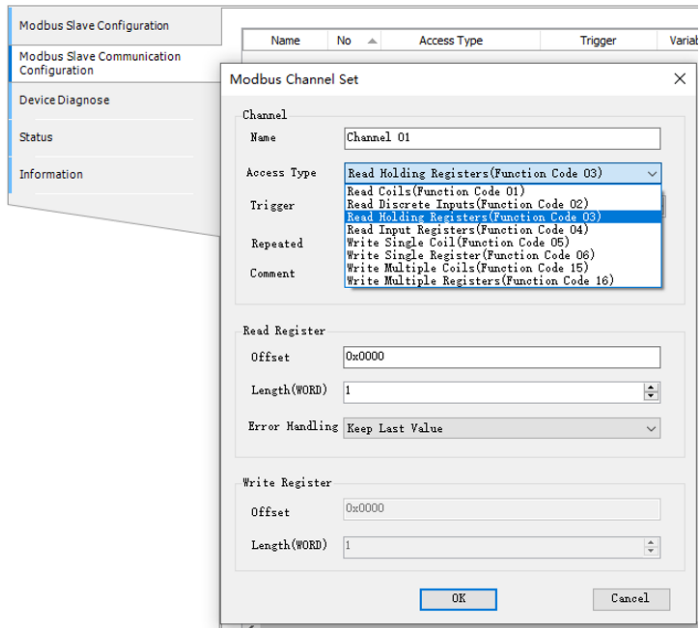 Modbus Slave Configuration
Modbus Slave Communication
Configuration
Device Diagnose
Status
Information
Name No Access Type Trigger
Modbus Channel Set
Channel
Name Channel 01
Access Type Read Holding Registers(Function Code 03)
Read Coils(Function Code 01)
Trigger Read Discrete Inputs(Function Code 02)
Read Holding Registers(Function Code 03)
Read Input Registers(Function Code 04)
Repeated Write Single Coil(Function Code 05)
Write Single Register(Function Code 06)
Comment Write Multiple Coils(Function Code 15)
Write Multiple Registers(Function Code 16)
Read Register
Offset 0x0000
Length(WORD) 1
Error Handling Keep Last Value
Write Register
Offset 0x0000
Length(WORD) 1
OK Cancel